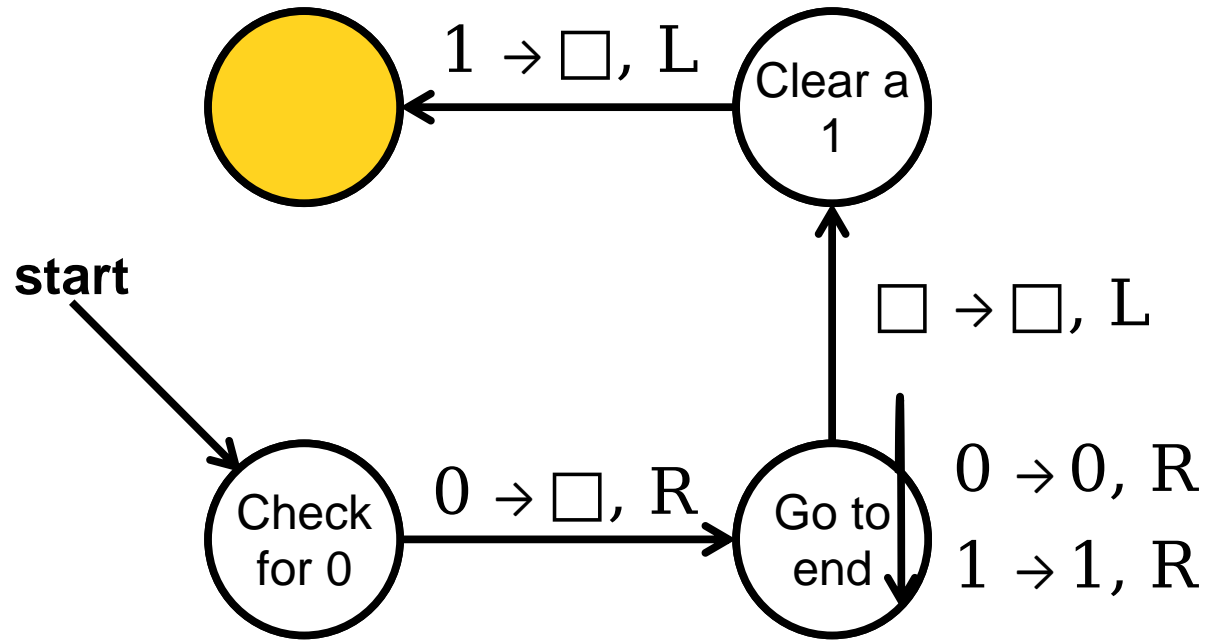 1 → □, L
Clear a
1
start
□ → □, L
0 → □, R
Check
for 0
Go to
end
0 → 0, R
1 → 1, R